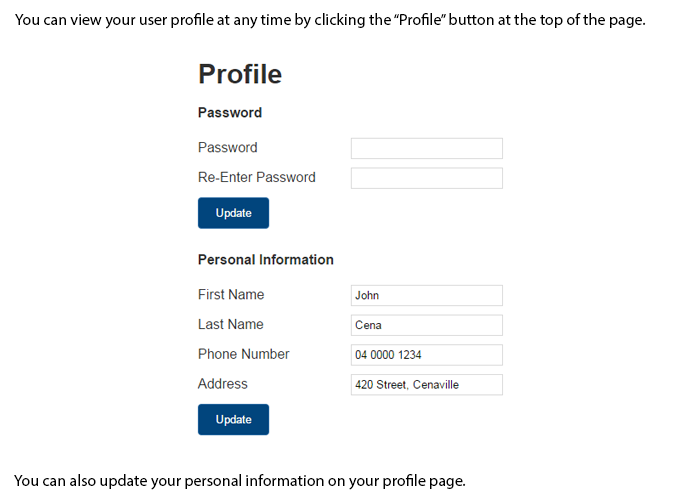 You can view your user profile at any time by clicking the “Profile” button at the top of the page.
Profile
Password
Password
Re-Enter Password
Update
Personal Information
First Name John
Last Name Cena
Phone Number 04 0000 1234
Address 420 Street, Cenaville
Update
You can also update your personal information on your profile page.